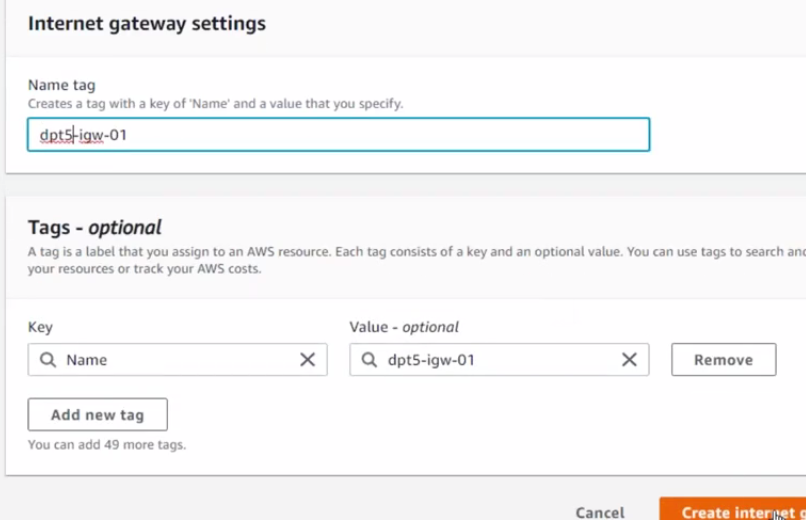 Internet gateway settings
Name tag
Creates a tag with a key of 'Name' and a value that you specify.
dpt5-igw-01
Tags - optional
A tag is a label that you assign to an AWS resource. Each tag consists of a key and an optional value. You can use tags to search and
your resources or track your AWS costs.
Key Value - optional
Name dpt5-igw-01 Remove
Add new tag
You can add 49 more tags.
Cancel Create internet